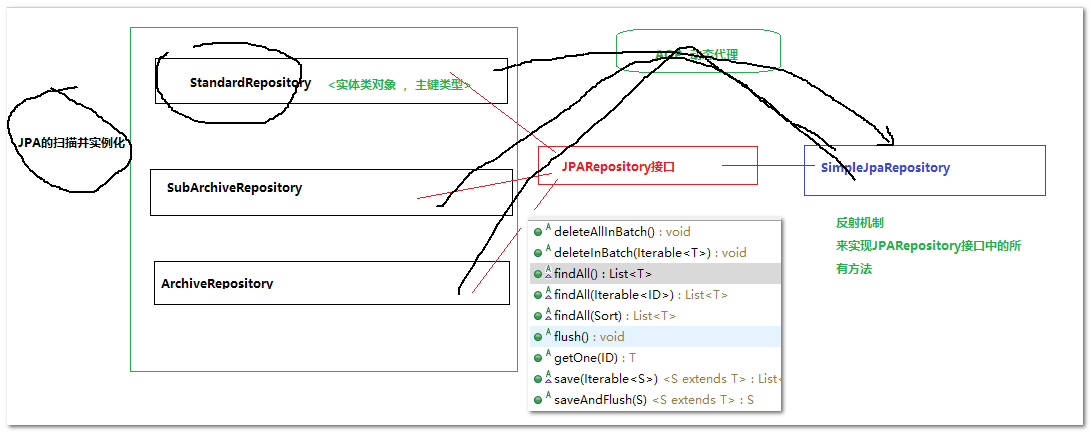 AOP 动态代理
StandardRepository <实体类对象 , 主键类型>
JPA的扫描并实例化
JPARepository接口
SimpleJpaRepository
SubArchiveRepository
反射机制
来实现JPARepository接口中的所
有方法
ArchiveRepository
deleteAllInBatch() : void
deleteInBatch(Iterable<T>) : void
findAll() : List<T>
findAll(Iterable<ID>) : List<T>
findAll(Sort) : List<T>
flush() : void
getOne(ID) : T
save(Iterable<S>) <S extends T> : List<
saveAndFlush(S) <S extends T> : S